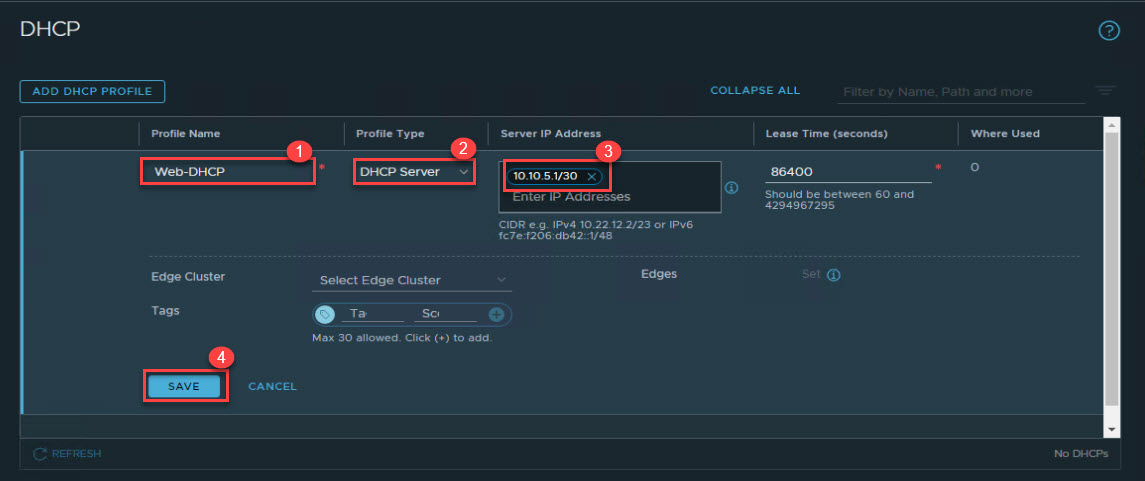 DHCP
ADD DHCP PROFILE
COLLAPSE ALL
Filter by Name, Path and more
Profile Name
Profile Type
Server IP Address
Lease Time (seconds)
Where Used
1
2
3
Web-DHCP *
DHCP Server
10.10.5.1/30
Enter IP Addresses
CIDR e.g. IPv4 10.22.12.2/23 or IPv6
fc7e:f206:db42::1/48
86400 *
Should be between 60 and
4294967295
0
Edge Cluster
Select Edge Cluster
Edges
Set
Tags
Ta
Sc
Max 30 allowed. Click (+) to add.
4
SAVE
CANCEL
REFRESH
No DHCPs